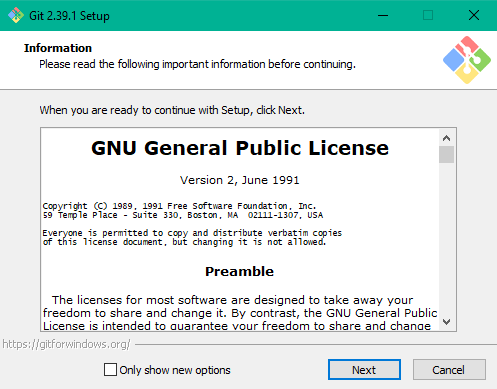 Git 2.39.1 Setup
Information
Please read the following important information before continuing.
When you are ready to continue with Setup, click Next.
GNU General Public License
Version 2, June 1991
Copyright (C) 1989, 1991 Free Software Foundation, Inc.
59 Temple Place - Suite 330, Boston, MA  02111-1307, USA
Everyone is permitted to copy and distribute verbatim copies
of this license document, but changing it is not allowed.
Preamble
The licenses for most software are designed to take away your
freedom to share and change it. By contrast, the GNU General Public
License is intended to guarantee your freedom to share and change
https://gitforwindows.org/
Only show new options
Next
Cancel